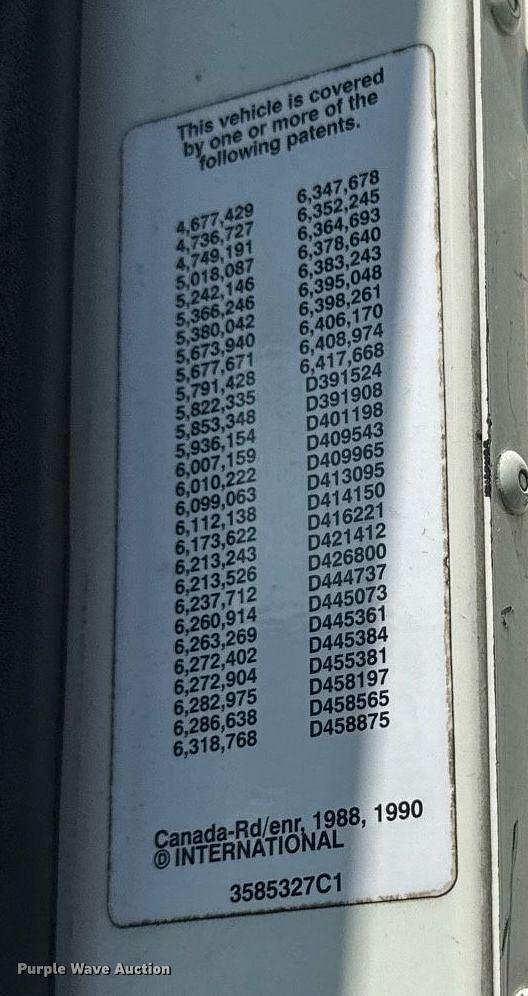 This vehicle is covered
by one or more of the
following patents.
4,677,429
4,736,727
4,749,191
5,018,087
5,242,146
5,366,246
5,380,042
5,673,940
5,677,671
5,791,428
5,822,335
5,853,348
5,936,154
6,007,159
6,010,222
6,099,063
6,112,138
6,173,622
6,213,243
6,213,526
6,237,712
6,260,914
6,263,269
6,272,402
6,272,904
6,282,975
6,286,638
6,318,768
6,347,678
6,352,245
6,364,693
6,378,640
6,383,243
6,395,048
6,398,261
6,406,170
6,408,974
6,417,668
D391524
D391908
D401198
D409543
D409965
D413095
D414150
D416221
D421412
D426800
D444737
D445073
D445361
D445384
D455381
D458197
D458565
D458875
Canada-Rd/enr, 1988, 1990
Ⓓ INTERNATIONAL
3585327C1
Purple Wave Auction